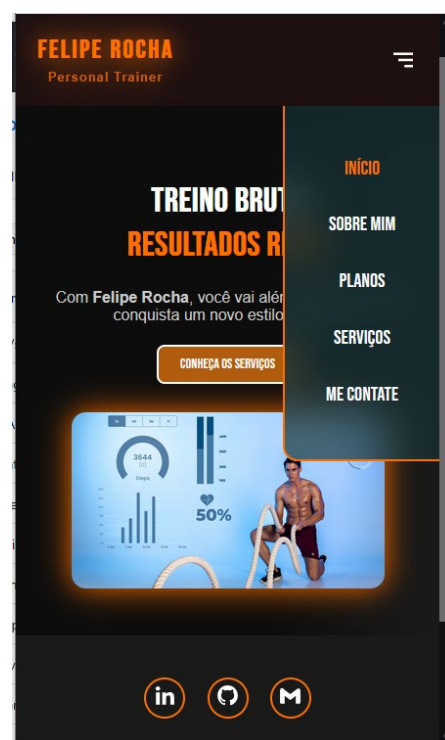 FELIPE ROCHA
Personal Trainer
INÍCIO
TREINO BRUT
SOBRE MIM
RESULTADOS R
PLANOS
Com Felipe Rocha, você vai alér
conquista um novo estilo
SERVIÇOS
CONHEÇA OS SERVIÇOS
ME CONTATE
3644
Steps
50%
in